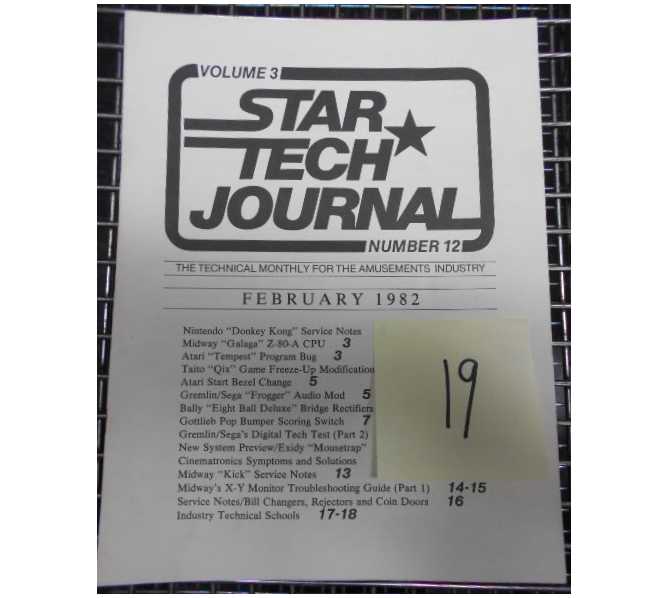 VOLUME 3
STAR
TECH
JOURNAL
NUMBER 12
THE TECHNICAL MONTHLY FOR THE AMUSEMENTS INDUSTRY
FEBRUARY 1982
Nintendo "Donkey Kong" Service Notes
Midway "Galaga" Z-80-A CPU 3
Atari "Tempest" Program Bug 3
Taito "Qix" Game Freeze-Up Modification
Atari Start Bezel Change 5
Gremlin/Sega "Frogger" Audio Mod 5
Bally "Eight Ball Deluxe" Bridge Rectifiers
Gottlieb Pop Bumper Scoring Switch 7
Gremlin/Sega's Digital Tech Test (Part 2)
New System Preview/Exidy "Mousetrap"
Cinematronics Symptoms and Solutions
Midway "Kick" Service Notes 13
Midway's X-Y Monitor Troubleshooting Guide (Part 1) 14-15
Service Notes/Bill Changers, Rejectors and Coin Doors 16
Industry Technical Schools 17-18
19